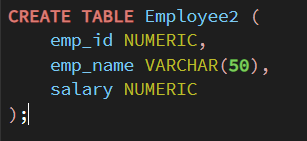 CREATE TABLE Employee2 (
    emp_id NUMERIC,
    emp_name VARCHAR(50),
    salary NUMERIC
);